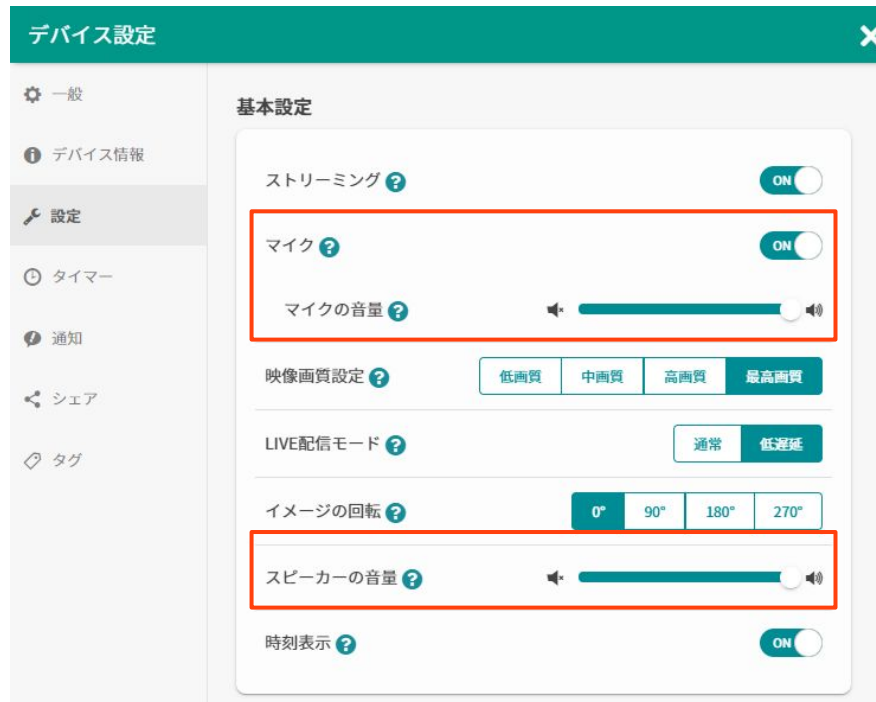 デバイス設定
一般
デバイス情報
設定
タイマー
通知
シェア
タグ
基本設定
ストリーミング ? ON
マイク ? ON
マイクの音量 ?
映像画質設定 ? 低画質 中画質 高画質 最高画質
LIVE配信モード ? 通常 低遅延
イメージの回転 ? 0° 90° 180° 270°
スピーカーの音量 ?
時刻表示 ? ON